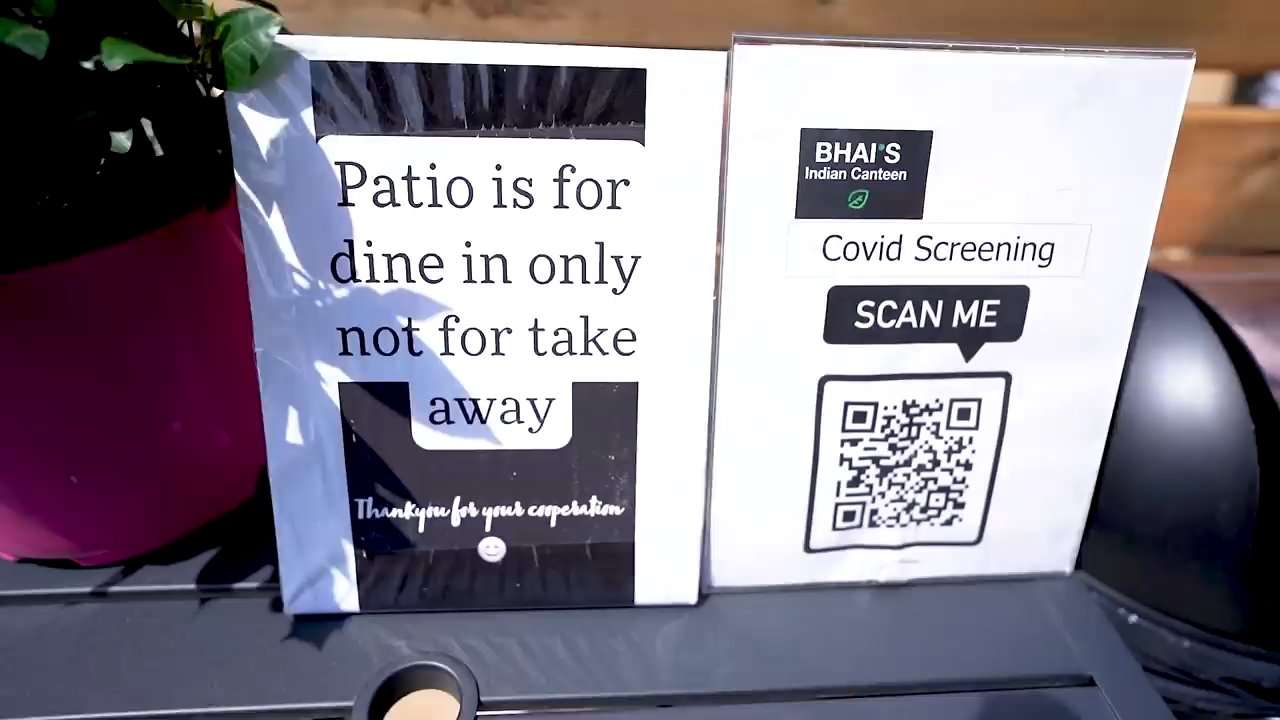 Patio is for
dine in only
not for take
away
Thankyou for your cooperation
BHAI'S
Indian Canteen
Covid Screening
SCAN ME